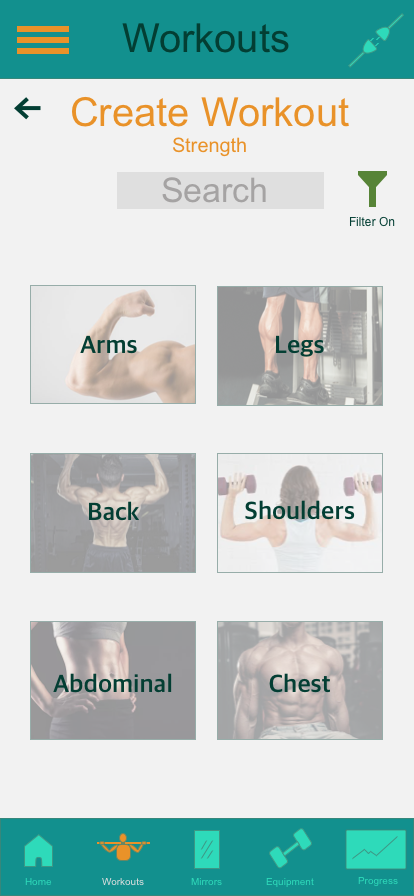 Workouts
Create Workout
Strength
Search
Filter On
Arms
Legs
Back
Shoulders
Abdominal
Chest
Home
Workouts
Mirrors
Equipment
Progress